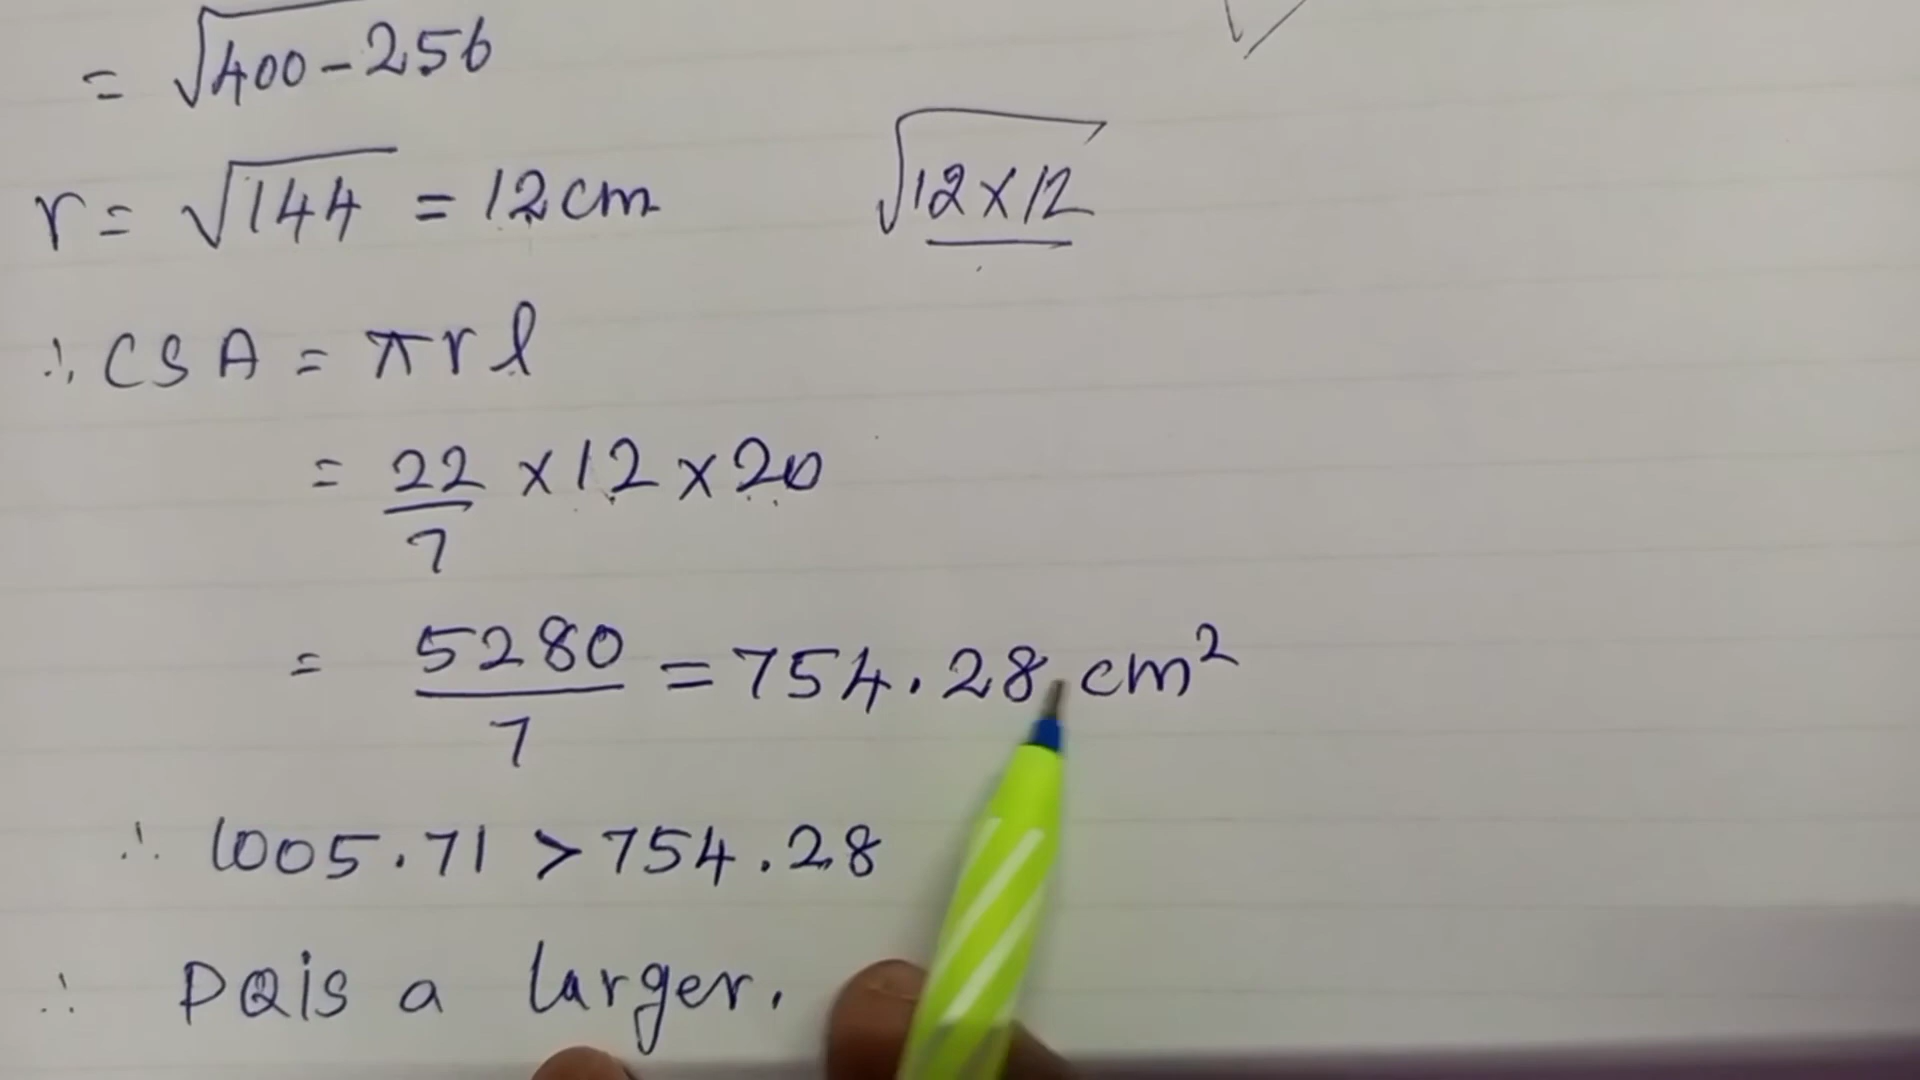 = √400-256
r = √144 = 12cm
√12×12
∴ CSA = πrl
= 22/7 ×12×20
= 5280/7 = 754.28 cm²
∴ 1005.71 > 754.28
∴ PQ is a larger.